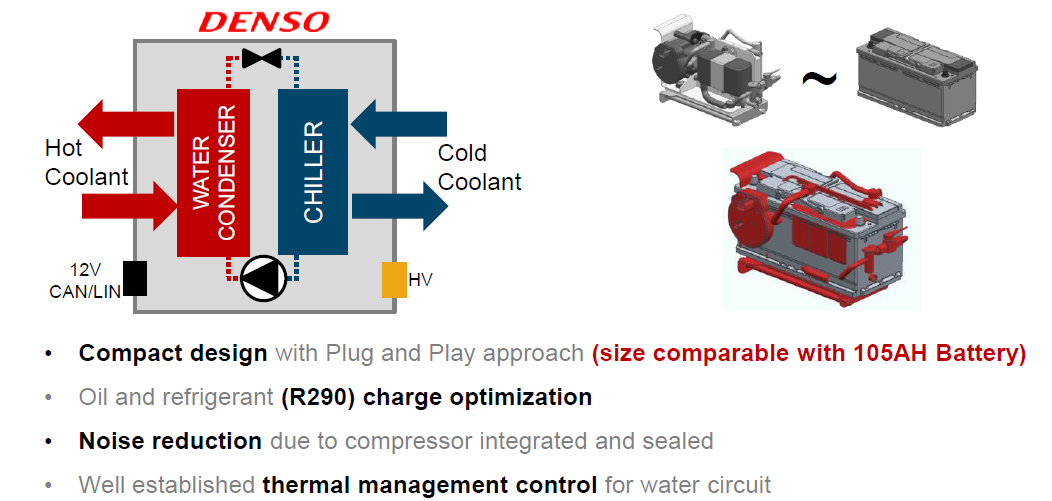 DENSO
WATER
CONDENSER
CHILLER
Hot
Coolant
Cold
Coolant
12V
CAN/LIN
HV
~
• Compact design with Plug and Play approach (size comparable with 105AH Battery)
• Oil and refrigerant (R290) charge optimization
• Noise reduction due to compressor integrated and sealed
• Well established thermal management control for water circuit